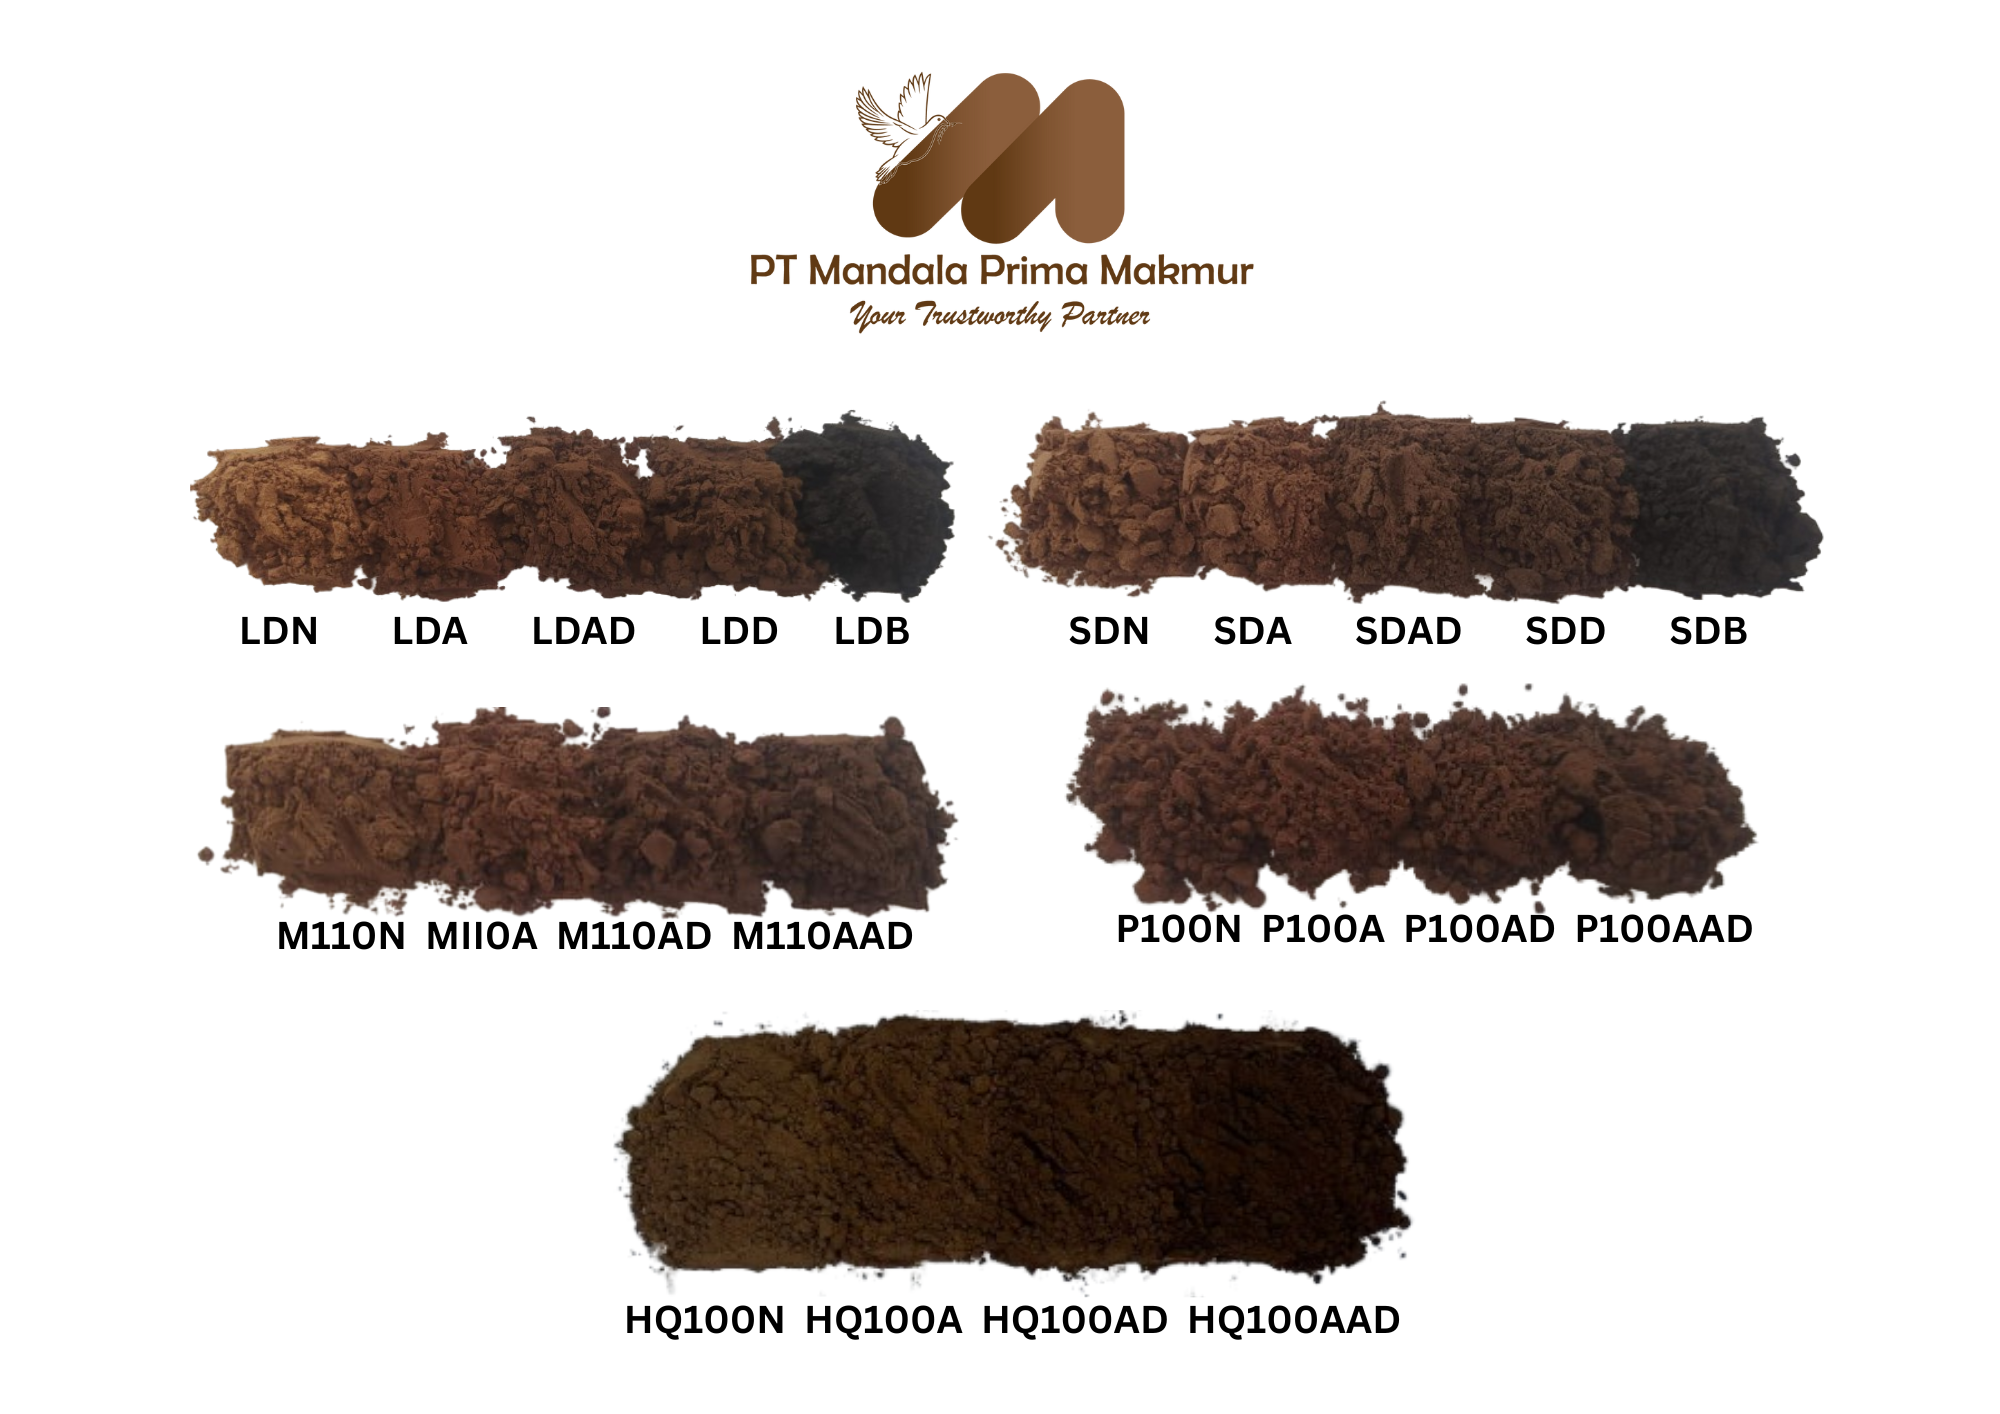 PT Mandala Prima Makmur
Your Trustworthy Partner
LDN LDA LDAD LDD LDB
SDN SDA SDAD SDD SDB
M110N MII0A M110AD M110AAD
P100N P100A P100AD P100AAD
HQ100N HQ100A HQ100AD HQ100AAD